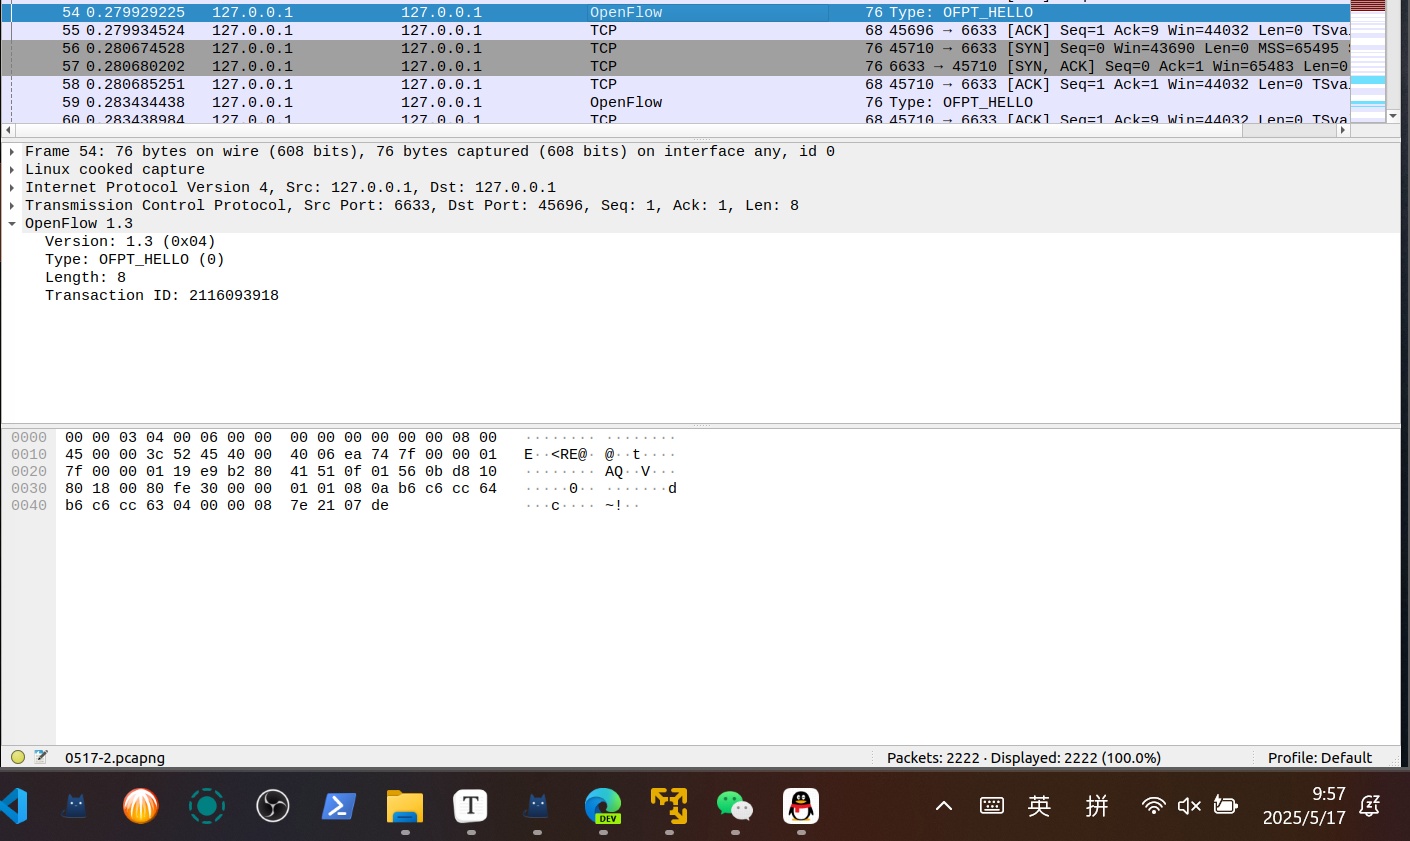 54 0.279929225 127.0.0.1 127.0.0.1 OpenFlow 76 Type: OFPT_HELLO
55 0.279934524 127.0.0.1 127.0.0.1 TCP 68 45696 → 6633 [ACK] Seq=1 Ack=9 Win=44032 Len=0 TSva
56 0.280674528 127.0.0.1 127.0.0.1 TCP 76 45710 → 6633 [SYN] Seq=0 Win=43690 Len=0 MSS=65495
57 0.280680202 127.0.0.1 127.0.0.1 TCP 76 6633 → 45710 [SYN, ACK] Seq=0 Ack=1 Win=65483 Len=0
58 0.280685251 127.0.0.1 127.0.0.1 TCP 68 45710 → 6633 [ACK] Seq=1 Ack=1 Win=44032 Len=0 TSva
59 0.283434438 127.0.0.1 127.0.0.1 OpenFlow 76 Type: OFPT_HELLO
60 0.283438984 127.0.0.1 127.0.0.1 TCP 68 45710 → 6633 [ACK] Seq=1 Ack=9 Win=44032 Len=0 TSva
Frame 54: 76 bytes on wire (608 bits), 76 bytes captured (608 bits) on interface any, id 0
Linux cooked capture
Internet Protocol Version 4, Src: 127.0.0.1, Dst: 127.0.0.1
Transmission Control Protocol, Src Port: 6633, Dst Port: 45696, Seq: 1, Ack: 1, Len: 8
OpenFlow 1.3
Version: 1.3 (0x04)
Type: OFPT_HELLO (0)
Length: 8
Transaction ID: 2116093918
0000 00 00 03 04 00 06 00 00 00 00 00 00 00 00 08 00 ········ ········
0010 45 00 00 3c 52 45 40 00 40 06 ea 74 7f 00 00 01 E··<RE@· @··t····
0020 7f 00 00 01 19 e9 b2 80 41 51 0f 01 56 0b d8 10 ········ AQ··V···
0030 80 18 00 80 fe 30 00 00 01 01 08 0a b6 c6 cc 64 ·····0·· ·······d
0040 b6 c6 cc 63 04 00 00 08 7e 21 07 de ···c···· ~!··
0517-2.pcapng Packets: 2222 · Displayed: 2222 (100.0%) Profile: Default
T DEV 英 拼 9:57
2025/5/17